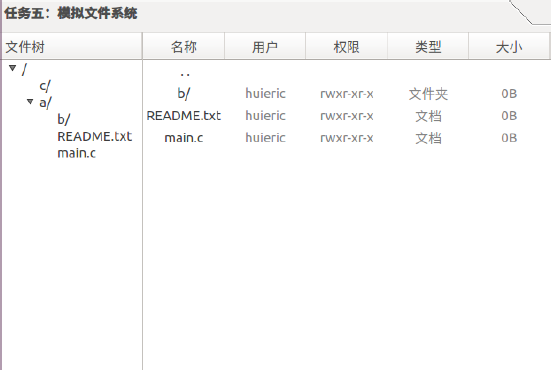 任务五：模拟文件系统
文件树 名称 用户 权限 类型 大小
/
c/
a/
b/
README.txt
main.c
..
b/ huieric rwxr-xr-x 文件夹 0B
README.txt huieric rwxr-xr-x 文档 0B
main.c huieric rwxr-xr-x 文档 0B